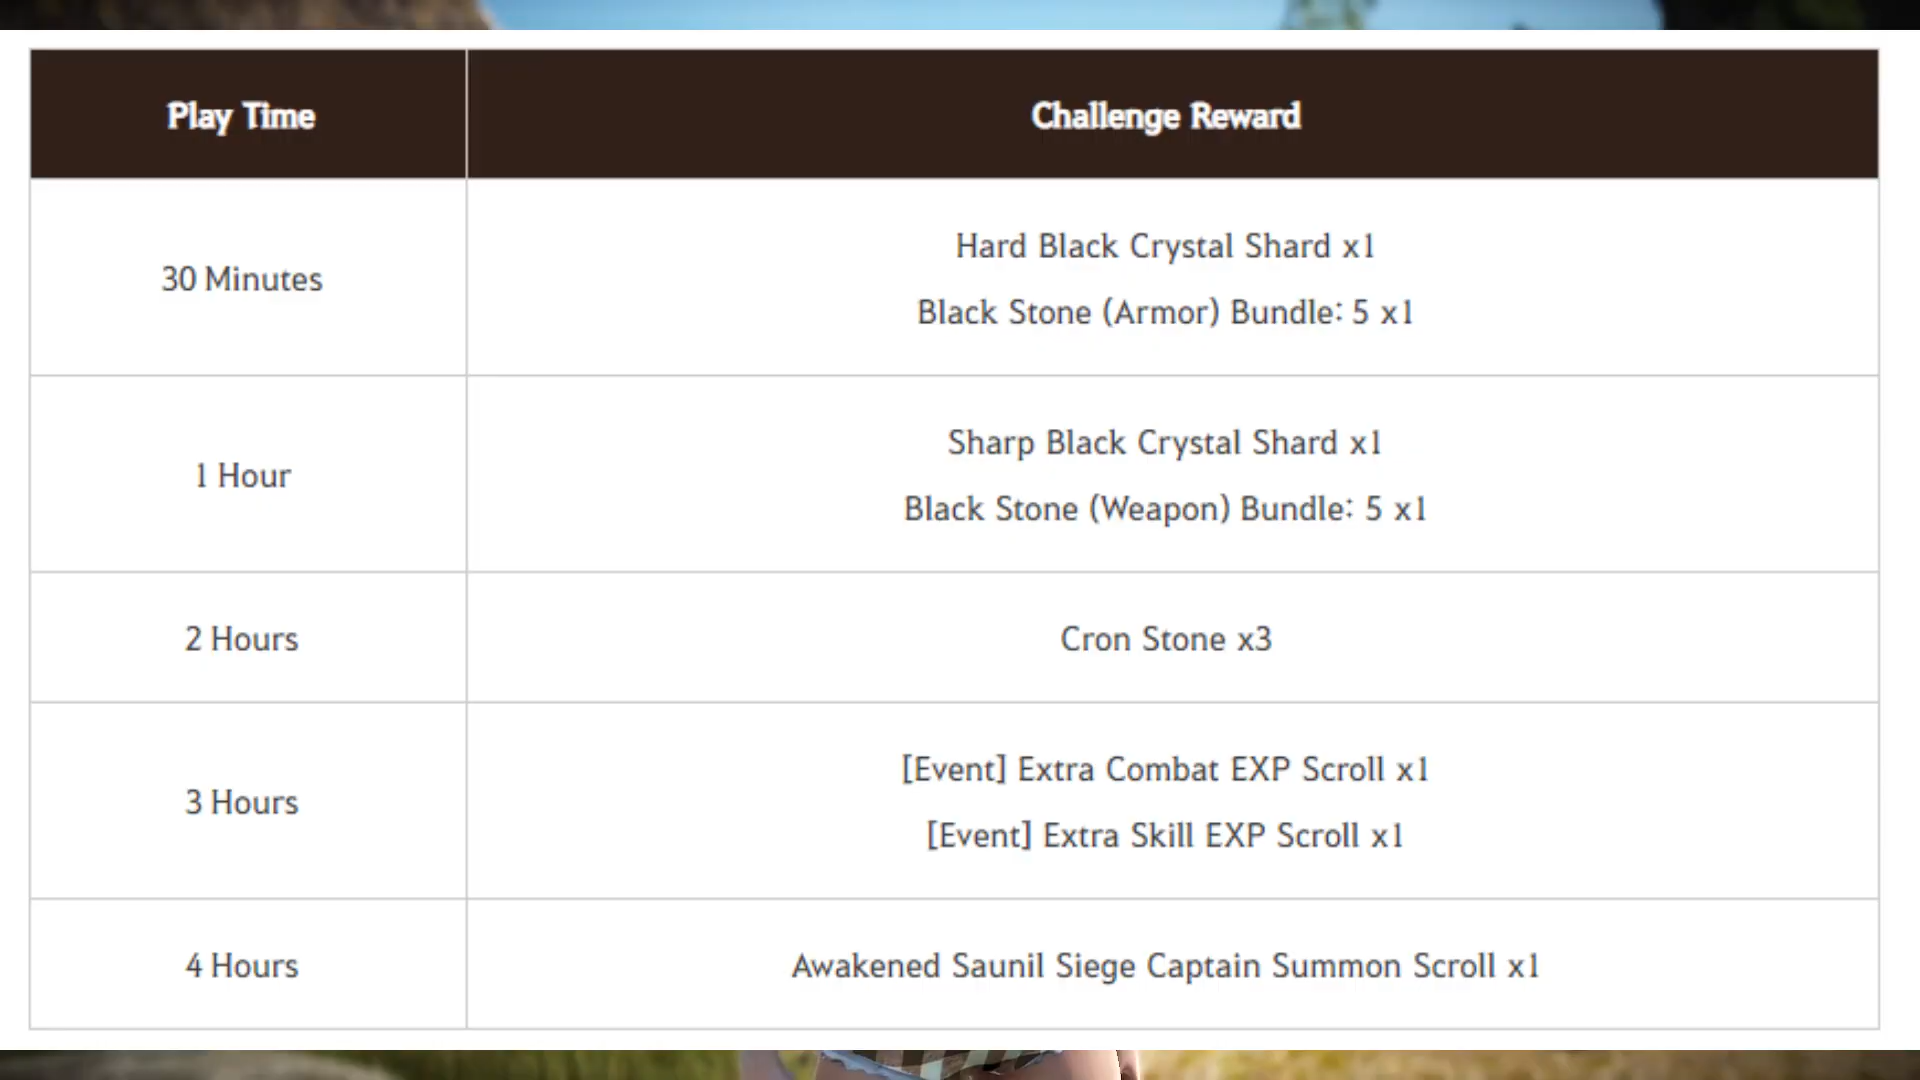 Play Time
Challenge Reward
30 Minutes
Hard Black Crystal Shard x1
Black Stone (Armor) Bundle: 5 x1
1 Hour
Sharp Black Crystal Shard x1
Black Stone (Weapon) Bundle: 5 x1
2 Hours
Cron Stone x3
3 Hours
[Event] Extra Combat EXP Scroll x1
[Event] Extra Skill EXP Scroll x1
4 Hours
Awakened Saunil Siege Captain Summon Scroll x1